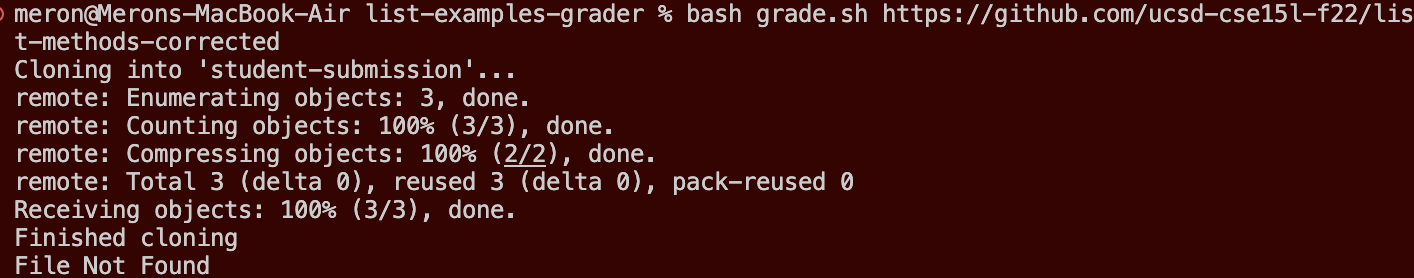 meron@Merons-MacBook-Air list-examples-grader % bash grade.sh https://github.com/ucsd-cse15l-f22/lis
t-methods-corrected
Cloning into 'student-submission'...
remote: Enumerating objects: 3, done.
remote: Counting objects: 100% (3/3), done.
remote: Compressing objects: 100% (2/2), done.
remote: Total 3 (delta 0), reused 3 (delta 0), pack-reused 0
Receiving objects: 100% (3/3), done.
Finished cloning
File Not Found